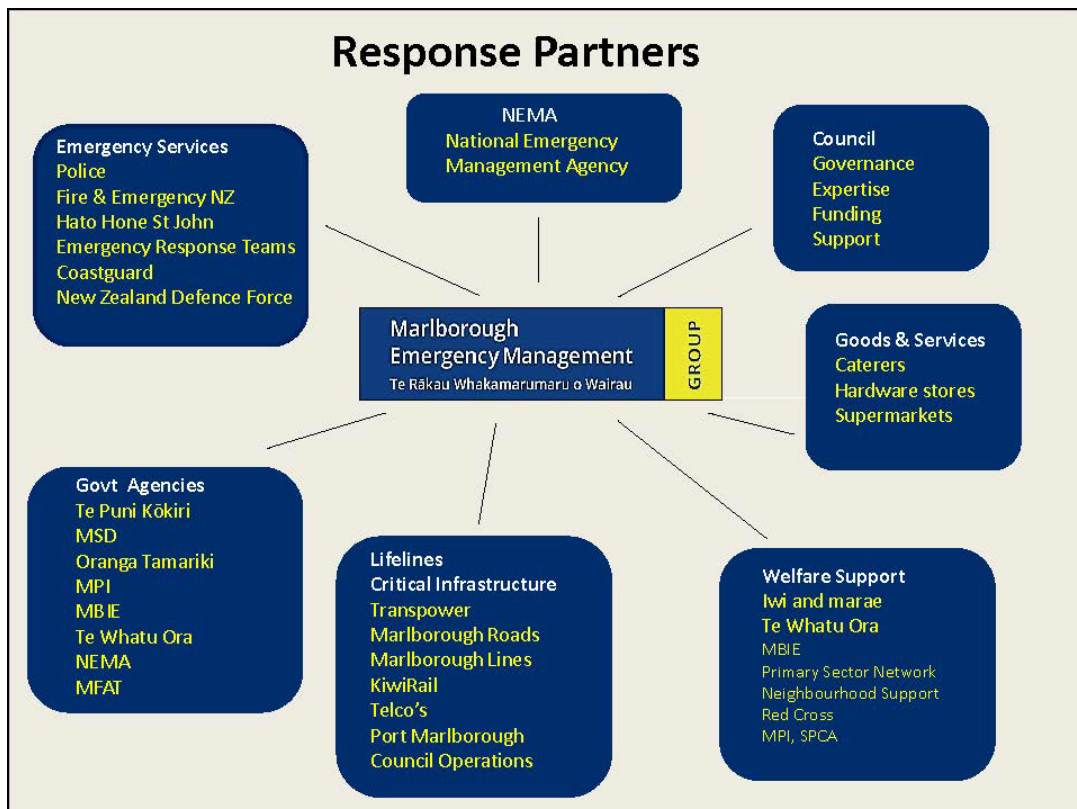 Response Partners
Emergency Services
Police
Fire & Emergency NZ
Hato Hone St John
Emergency Response Teams
Coastguard
New Zealand Defence Force
NEMA
National Emergency
Management Agency
Council
Governance
Expertise
Funding
Support
Marlborough
Emergency Management
Te Rākau Whakamarumaru o Wairau
GROUP
Goods & Services
Caterers
Hardware stores
Supermarkets
Govt Agencies
Te Puni Kōkiri
MSD
Oranga Tamariki
MPI
MBIE
Te Whatu Ora
NEMA
MFAT
Lifelines
Critical Infrastructure
Transpower
Marlborough Roads
Marlborough Lines
KiwiRail
Telco's
Port Marlborough
Council Operations
Welfare Support
Iwi and marae
Te Whatu Ora
MBIE
Primary Sector Network
Neighbourhood Support
Red Cross
MPI, SPCA